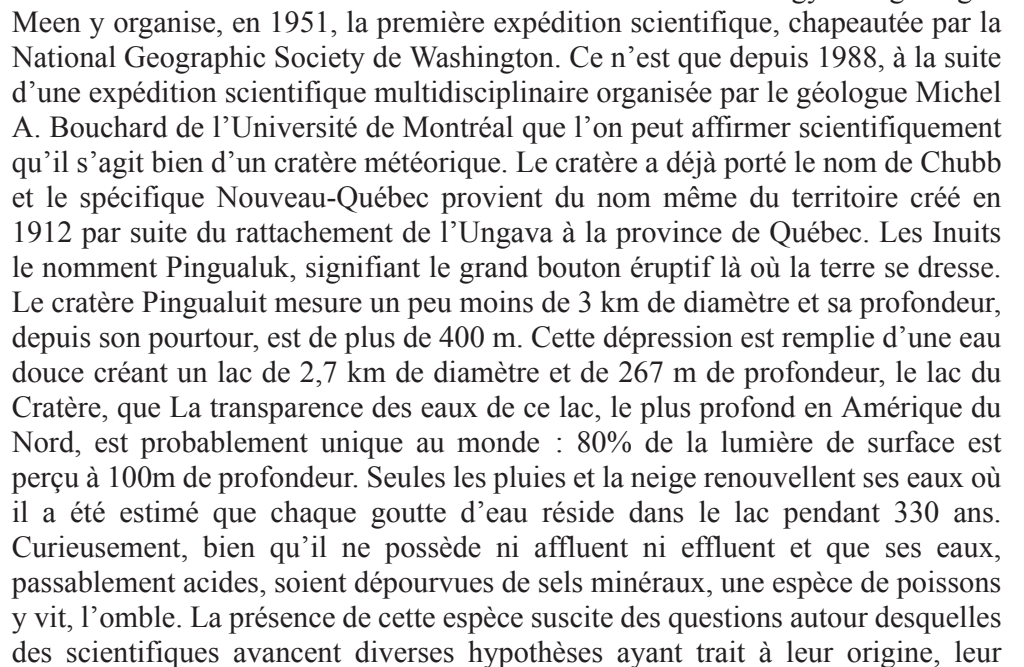 Meen y organise, en 1951, la première expédition scientifique, chapeautée par la
National Geographic Society de Washington. Ce n’est que depuis 1988, à la suite
d’une expédition scientifique multidisciplinaire organisée par le géologue Michel
A. Bouchard de l’Université de Montréal que l’on peut affirmer scientifiquement
qu’il s’agit bien d’un cratère météorique. Le cratère a déjà porté le nom de Chubb
et le spécifique Nouveau-Québec provient du nom même du territoire créé en
1912 par suite du rattachement de l’Ungava à la province de Québec. Les Inuits
le nomment Pingualuk, signifiant le grand bouton éruptif là où la terre se dresse.
Le cratère Pingualuit mesure un peu moins de 3 km de diamètre et sa profondeur,
depuis son pourtour, est de plus de 400 m. Cette dépression est remplie d’une eau
douce créant un lac de 2,7 km de diamètre et de 267 m de profondeur, le lac du
Cratère, que La transparence des eaux de ce lac, le plus profond en Amérique du
Nord, est probablement unique au monde : 80% de la lumière de surface est
perçu à 100m de profondeur. Seules les pluies et la neige renouvellent ses eaux où
il a été estimé que chaque goutte d’eau réside dans le lac pendant 330 ans.
Curieusement, bien qu’il ne possède ni affluent ni effluent et que ses eaux,
passablement acides, soient dépourvues de sels minéraux, une espèce de poissons
y vit, l’omble. La présence de cette espèce suscite des questions autour desquelles
des scientifiques avancent diverses hypothèses ayant trait à leur origine, leur